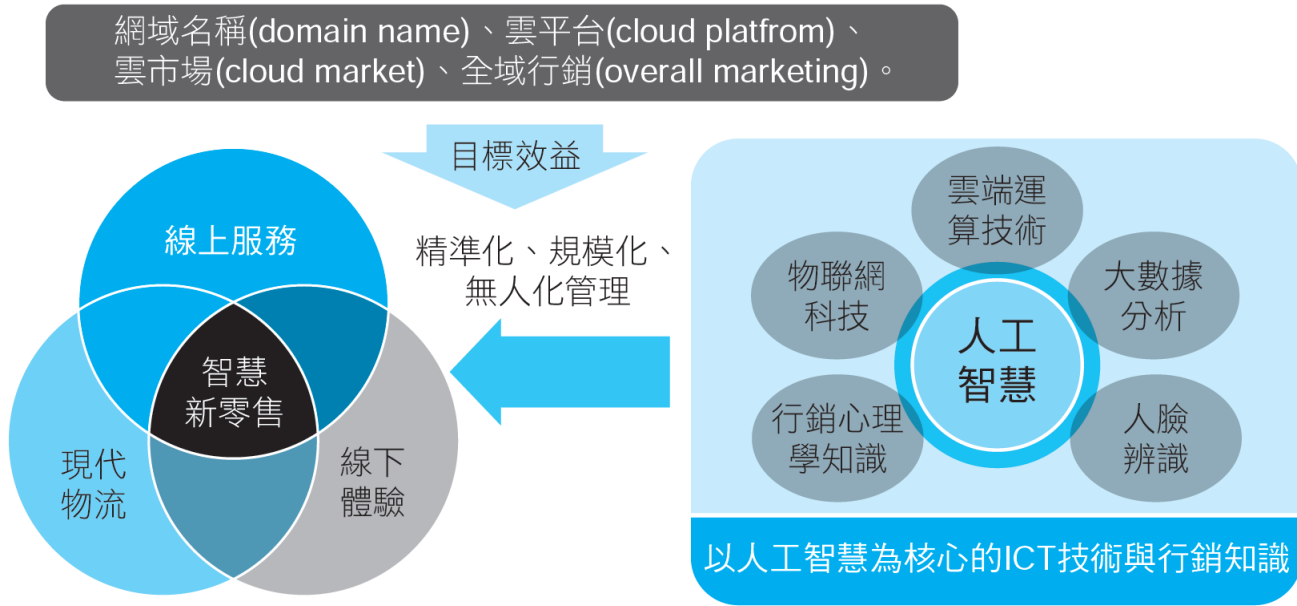 網域名稱(domain name)、雲平台(cloud platfrom)、
雲市場(cloud market)、全域行銷(overall marketing)。
目標效益
精準化、規模化、
無人化管理
線上服務
智慧
新零售
現代
物流
線下
體驗
雲端運
算技術
物聯網
科技
大數據
分析
人工
智慧
行銷心理
學知識
人臉
辨識
以人工智慧為核心的ICT技術與行銷知識